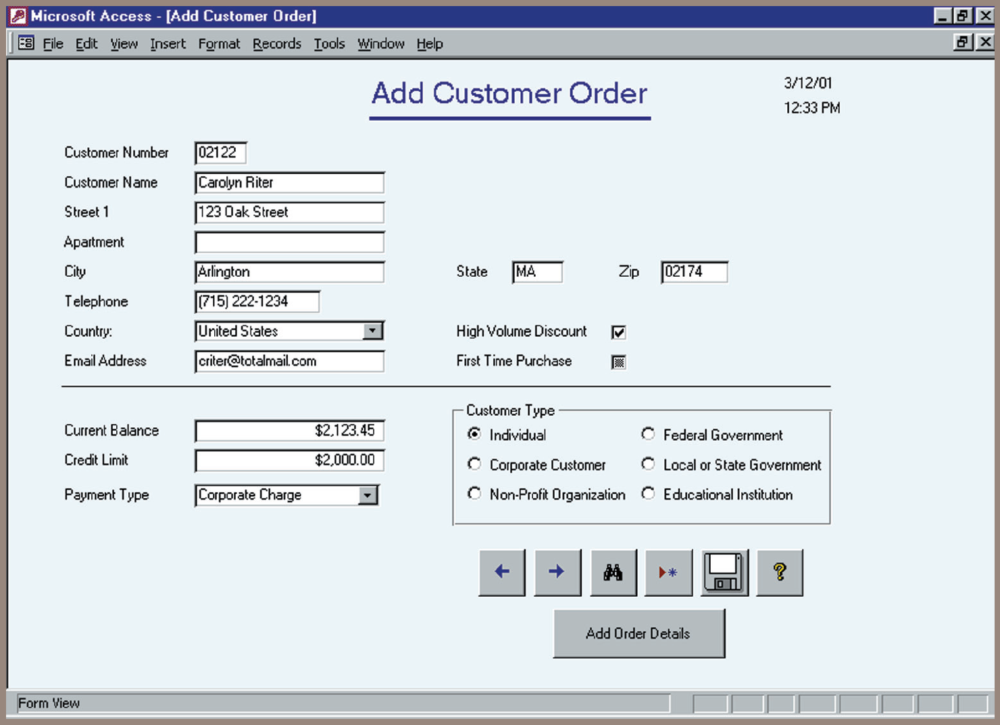 Microsoft Access - [Add Customer Order]
File Edit View Insert Format Records Tools Window Help
Add Customer Order
3/12/01
12:33 PM
Customer Number 02122
Customer Name Carolyn Riter
Street 1 123 Oak Street
Apartment
City Arlington State MA Zip 02174
Telephone (715) 222-1234
Country: United States High Volume Discount
Email Address criter@totalmail.com First Time Purchase
Customer Type
Current Balance $2,123.45 Individual Federal Government
Credit Limit $2,000.00 Corporate Customer Local or State Government
Payment Type Corporate Charge Non-Profit Organization Educational Institution
?
Add Order Details
Form View